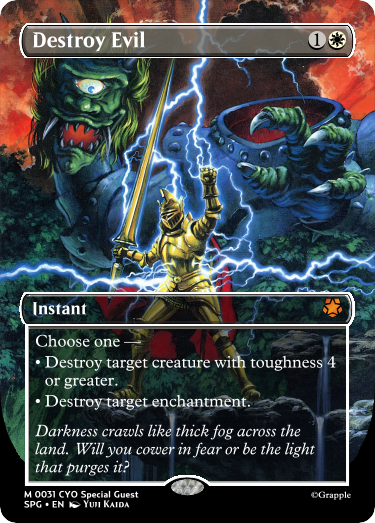 Destroy Evil 1
Instant
Choose one —
• Destroy target creature with toughness 4
or greater.
• Destroy target enchantment.
Darkness crawls like thick fog across the
land. Will you cower in fear or be the light
that purges it?
M 0031 CYO Special Guest
SPG • EN Yuji Kaida
©Grapple